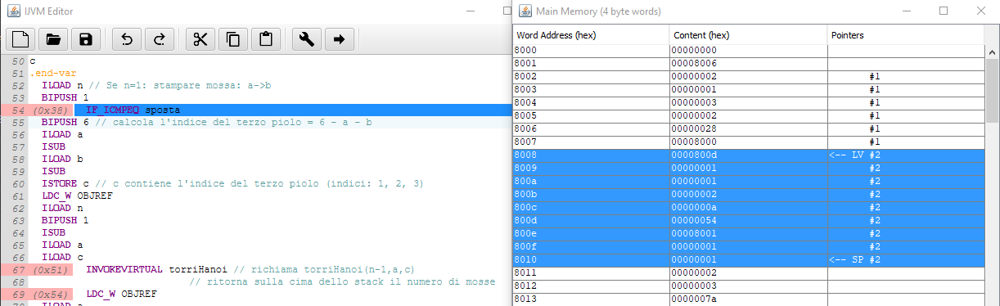 IJVM Editor
50 c
51 .end-var
52 ILOAD n // Se n=1: stampare mossa: a->b
53 BIPUSH 1
54 (0x38) IF_ICMPEQ sposta
55 BIPUSH 6 // calcola l'indice del terzo piolo = 6 - a - b
56 ILOAD a
57 ISUB
58 ILOAD b
59 ISUB
60 ISTORE c // c contiene l'indice del terzo piolo (indici: 1, 2, 3)
61 LDC_W OBJREF
62 ILOAD n
63 BIPUSH 1
64 ISUB
65 ILOAD a
66 ILOAD c
67 (0x51) INVOKEVIRTUAL torriHanoi // richiama torriHanoi(n-1,a,c)
68 // ritorna sulla cima dello stack il numero di mosse
69 (0x54) LDC_W OBJREF
70 ILOAD a
Main Memory (4 byte words)
Word Address (hex) Content (hex) Pointers
8000 00000000
8001 00008006
8002 00000002 #1
8003 00000001 #1
8004 00000003 #1
8005 00000002 #1
8006 00000028 #1
8007 00008000 #1
8008 0000800d <-- LV #2
8009 00000001 #2
800a 00000001 #2
800b 00000002 #2
800c 0000000a #2
800d 00000054 #2
800e 00008001 #2
800f 00000001 #2
8010 00000001 <-- SP #2
8011 00000002
8012 00000003
8013 0000007a